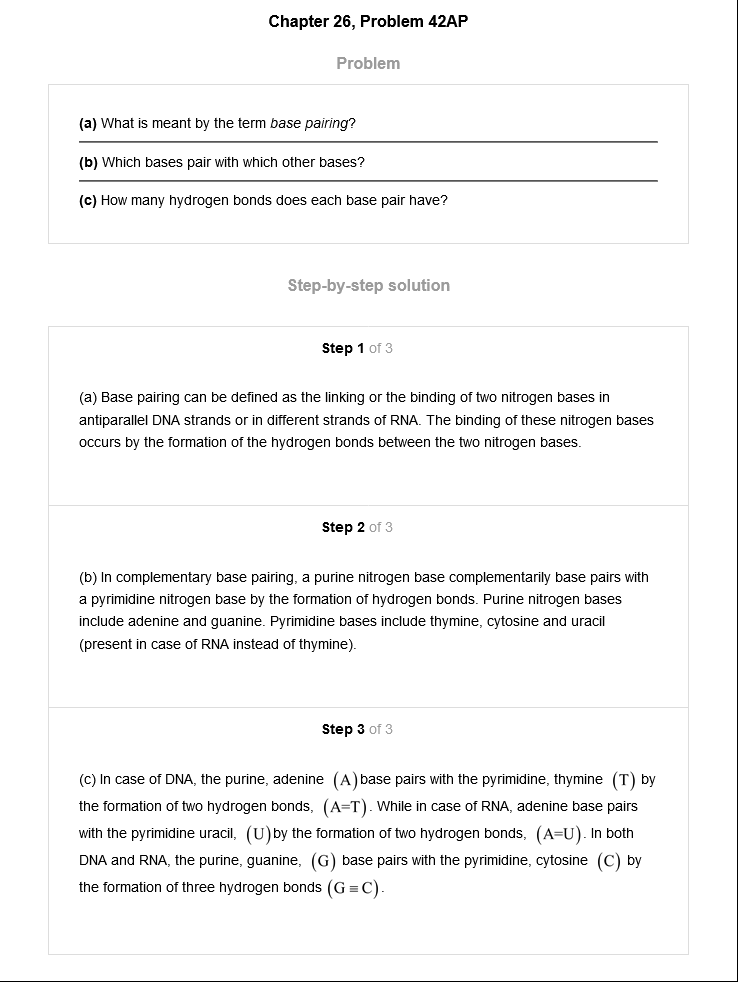 Chapter 26, Problem 42AP
Problem
(a) What is meant by the term base pairing?
(b) Which bases pair with which other bases?
(c) How many hydrogen bonds does each base pair have?
Step-by-step solution
Step 1 of 3
(a) Base pairing can be defined as the linking or the binding of two nitrogen bases in
antiparallel DNA strands or in different strands of RNA. The binding of these nitrogen bases
occurs by the formation of the hydrogen bonds between the two nitrogen bases.
Step 2 of 3
(b) In complementary base pairing, a purine nitrogen base complementarily base pairs with
a pyrimidine nitrogen base by the formation of hydrogen bonds. Purine nitrogen bases
include adenine and guanine. Pyrimidine bases include thymine, cytosine and uracil
(present in case of RNA instead of thymine).
Step 3 of 3
(c) In case of DNA, the purine, adenine (A) base pairs with the pyrimidine, thymine (T) by
the formation of two hydrogen bonds, (A=T). While in case of RNA, adenine base pairs
with the pyrimidine uracil, (U) by the formation of two hydrogen bonds, (A=U). In both
DNA and RNA, the purine, guanine, (G) base pairs with the pyrimidine, cytosine (C) by
the formation of three hydrogen bonds (G≡C).